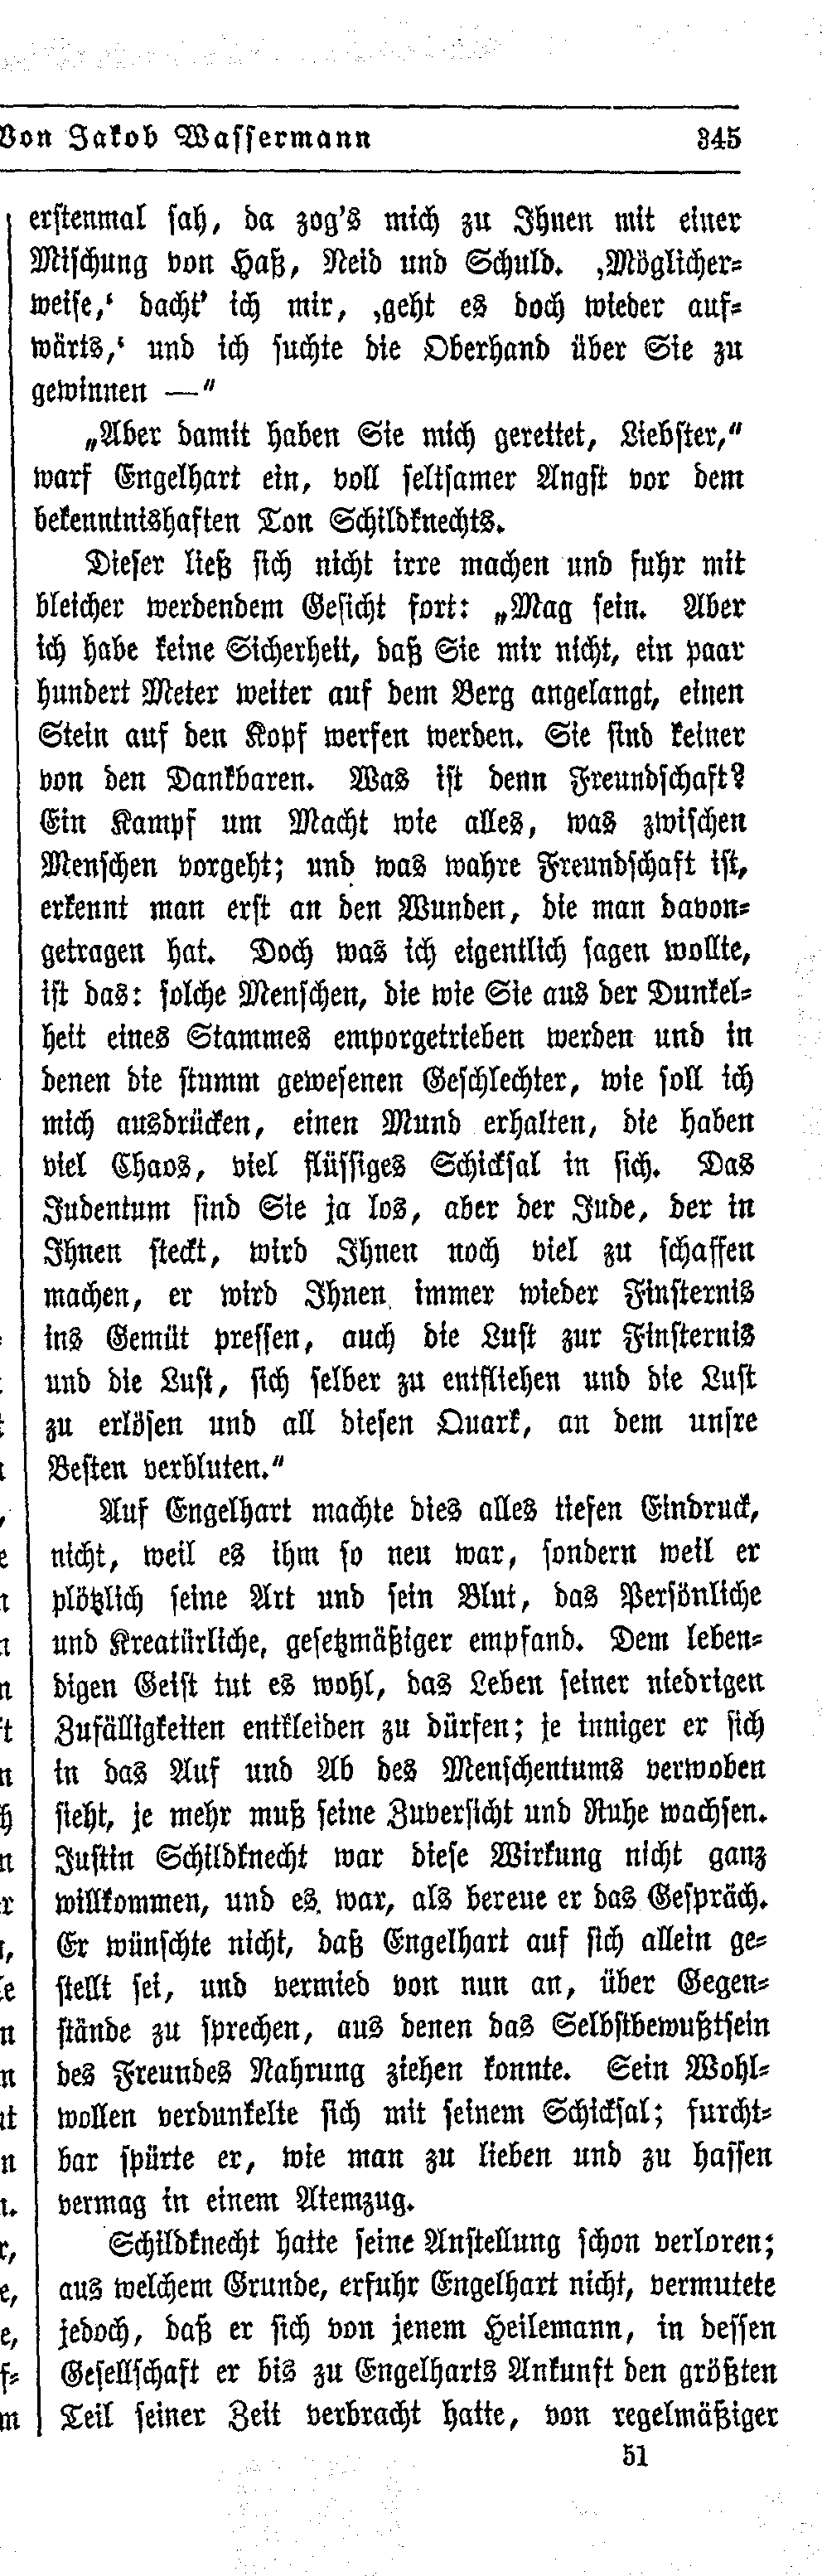 Von Jakob Wassermann 345
erstenmal sah, da zog's mich zu Ihnen mit einer
Mischung von Haß, Neid und Schuld. ‚Möglicher-
weise,‘ dacht' ich mir, ‚geht es doch wieder auf-
wärts,‘ und ich suchte die Oberhand über Sie zu
gewinnen —“
„Aber damit haben Sie mich gerettet, Liebster,“
warf Engelhart ein, voll seltsamer Angst vor dem
bekenntnishaften Ton Schildknechts.
Dieser ließ sich nicht irre machen und fuhr mit
bleicher werdendem Gesicht fort: „Mag sein. Aber
ich habe keine Sicherheit, daß Sie mir nicht, ein paar
hundert Meter weiter auf dem Berg angelangt, einen
Stein auf den Kopf werfen werden. Sie sind keiner
von den Dankbaren. Was ist denn Freundschaft?
Ein Kampf um Macht wie alles, was zwischen
Menschen vorgeht; und was wahre Freundschaft ist,
erkennt man erst an den Wunden, die man davon-
getragen hat. Doch was ich eigentlich sagen wollte,
ist das: solche Menschen, die wie Sie aus der Dunkel-
heit eines Stammes emporgetrieben werden und in
denen die stumm gewesenen Geschlechter, wie soll ich
mich ausdrücken, einen Mund erhalten, die haben
viel Chaos, viel flüssiges Schicksal in sich. Das
Judentum sind Sie ja los, aber der Jude, der in
Ihnen steckt, wird Ihnen noch viel zu schaffen
machen, er wird Ihnen immer wieder Finsternis
ins Gemüt pressen, auch die Lust zur Finsternis
und die Lust, sich selber zu entfliehen und die Lust
zu erlösen und all diesen Quark, an dem unsre
Besten verbluten.“
Auf Engelhart machte dies alles tiefen Eindruck,
nicht, weil es ihm so neu war, sondern weil er
plötzlich seine Art und sein Blut, das Persönliche
und Kreatürliche, gesetzmäßiger empfand. Dem leben-
digen Geist tut es wohl, das Leben seiner niedrigen
Zufälligkeiten entkleiden zu dürfen; je inniger er sich
in das Auf und Ab des Menschentums verwoben
sieht, je mehr muß seine Zuversicht und Ruhe wachsen.
Justin Schildknecht war diese Wirkung nicht ganz
willkommen, und es war, als bereue er das Gespräch.
Er wünschte nicht, daß Engelhart auf sich allein ge-
stellt sei, und vermied von nun an, über Gegen-
stände zu sprechen, aus denen das Selbstbewußtsein
des Freundes Nahrung ziehen konnte. Sein Wohl-
wollen verdunkelte sich mit seinem Schicksal; furcht-
bar spürte er, wie man zu lieben und zu hassen
vermag in einem Atemzug.
Schildknecht hatte seine Anstellung schon verloren;
aus welchem Grunde, erfuhr Engelhart nicht, vermutete
jedoch, daß er sich von jenem Heilemann, in dessen
Gesellschaft er bis zu Engelharts Ankunft den größten
Teil seiner Zeit verbracht hatte, von regelmäßiger
51